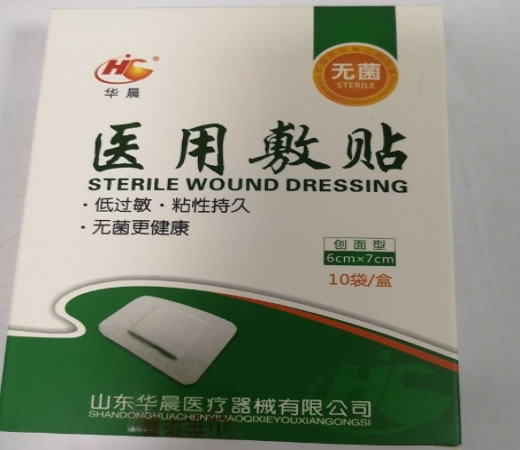 HC®
华晨
无菌
STERILE
医用敷贴
STERILE WOUND DRESSING
·低过敏·粘性持久
·无菌更健康
创面型
6cm×7cm
10袋/盒
山东华晨医疗器械有限公司
SHANDONGHUACHENYILIAOQIXIEYOUXIANGONGSI